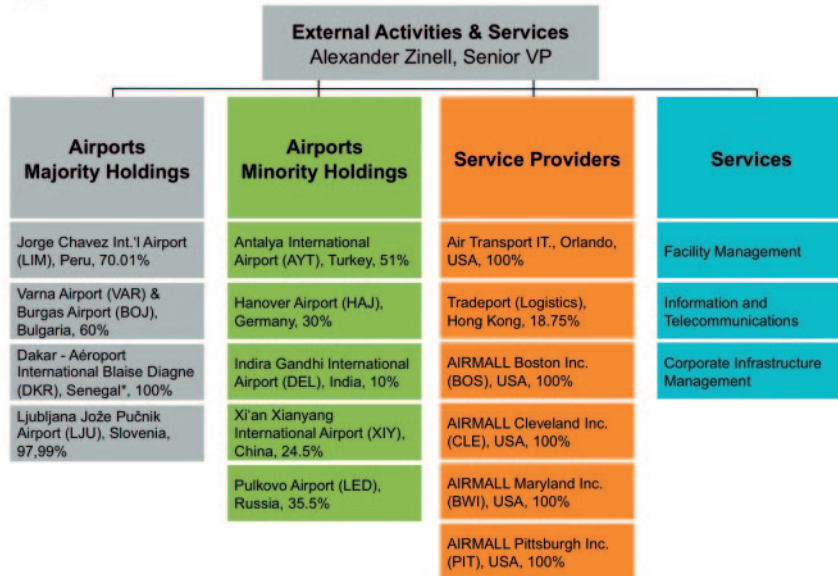 External Activities & Services
Alexander Zinell, Senior VP
Airports
Majority Holdings
Jorge Chavez Int.'l Airport
(LIM), Peru, 70.01%
Varna Airport (VAR) &
Burgas Airport (BOJ),
Bulgaria, 60%
Dakar - Aéroport
International Blaise Diagne
(DKR), Senegal*, 100%
Ljubljana Jože Pučnik
Airport (LJU), Slovenia,
97,99%
Airports
Minority Holdings
Antalya International
Airport (AYT), Turkey, 51%
Hanover Airport (HAJ),
Germany, 30%
Indira Gandhi International
Airport (DEL), India, 10%
Xi'an Xianyang
International Airport (XIY),
China, 24.5%
Pulkovo Airport (LED),
Russia, 35.5%
Service Providers
Air Transport IT., Orlando,
USA, 100%
Tradeport (Logistics),
Hong Kong, 18.75%
AIRMALL Boston Inc.
(BOS), USA, 100%
AIRMALL Cleveland Inc.
(CLE), USA, 100%
AIRMALL Maryland Inc.
(BWI), USA, 100%
AIRMALL Pittsburgh Inc.
(PIT), USA, 100%
Services
Facility Management
Information and
Telecommunications
Corporate Infrastructure
Management